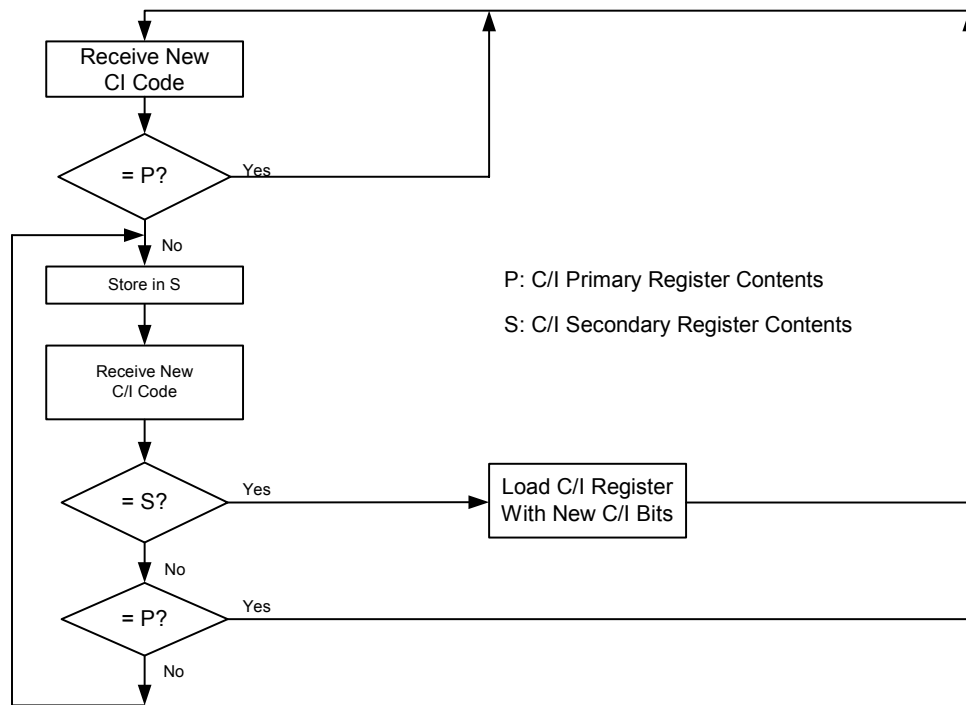 Receive New
CI Code
= P?
Yes
No
Store in S
P: C/I Primary Register Contents
S: C/I Secondary Register Contents
Receive New
C/I Code
= S?
Yes
Load C/I Register
With New C/I Bits
No
= P?
Yes
No